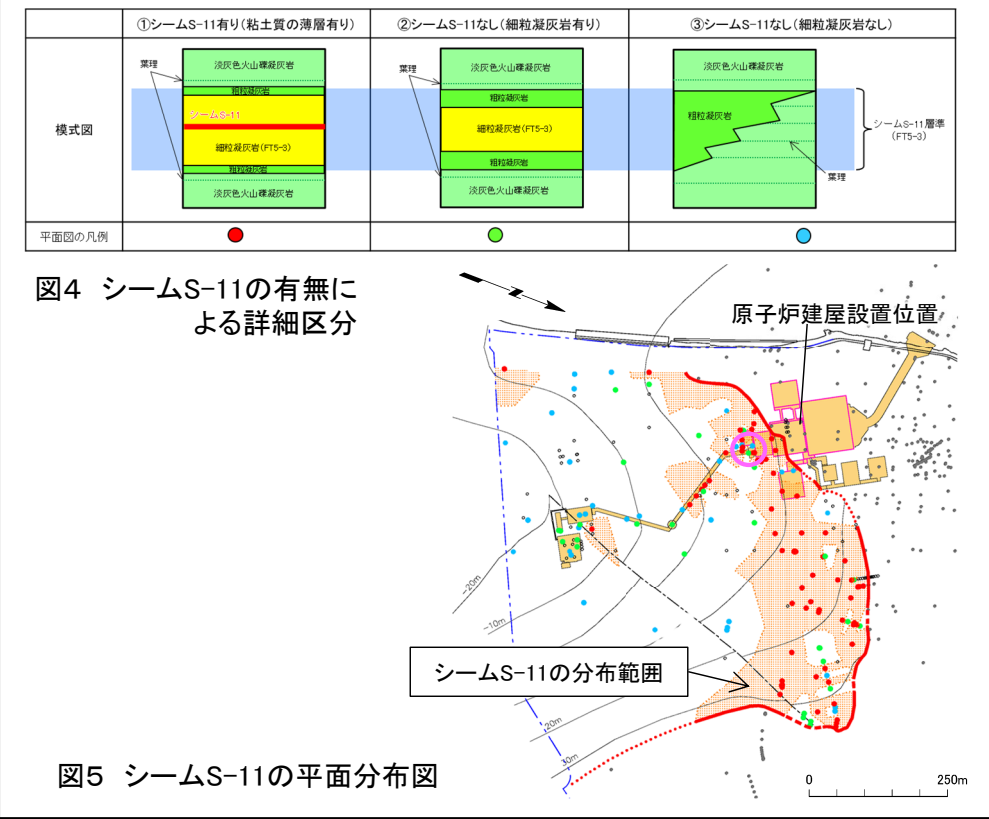 ①シームS-11有り(粘土質の薄層有り)
②シームS-11なし(細粒凝灰岩有り)
③シームS-11なし(細粒凝灰岩なし)
模式図
葉理
淡灰色火山礫凝灰岩
粗粒凝灰岩
シームS-11
細粒凝灰岩(FT5-3)
粗粒凝灰岩
淡灰色火山礫凝灰岩
葉理
淡灰色火山礫凝灰岩
粗粒凝灰岩
細粒凝灰岩(FT5-3)
粗粒凝灰岩
淡灰色火山礫凝灰岩
淡灰色火山礫凝灰岩
粗粒凝灰岩
葉理
シームS-11層準
(FT5-3)
平面図の凡例
図4 シームS-11の有無に
よる詳細区分
原子炉建屋設置位置
-20m
-10m
シームS-11の分布範囲
20m
30m
図5 シームS-11の平面分布図
0 250m